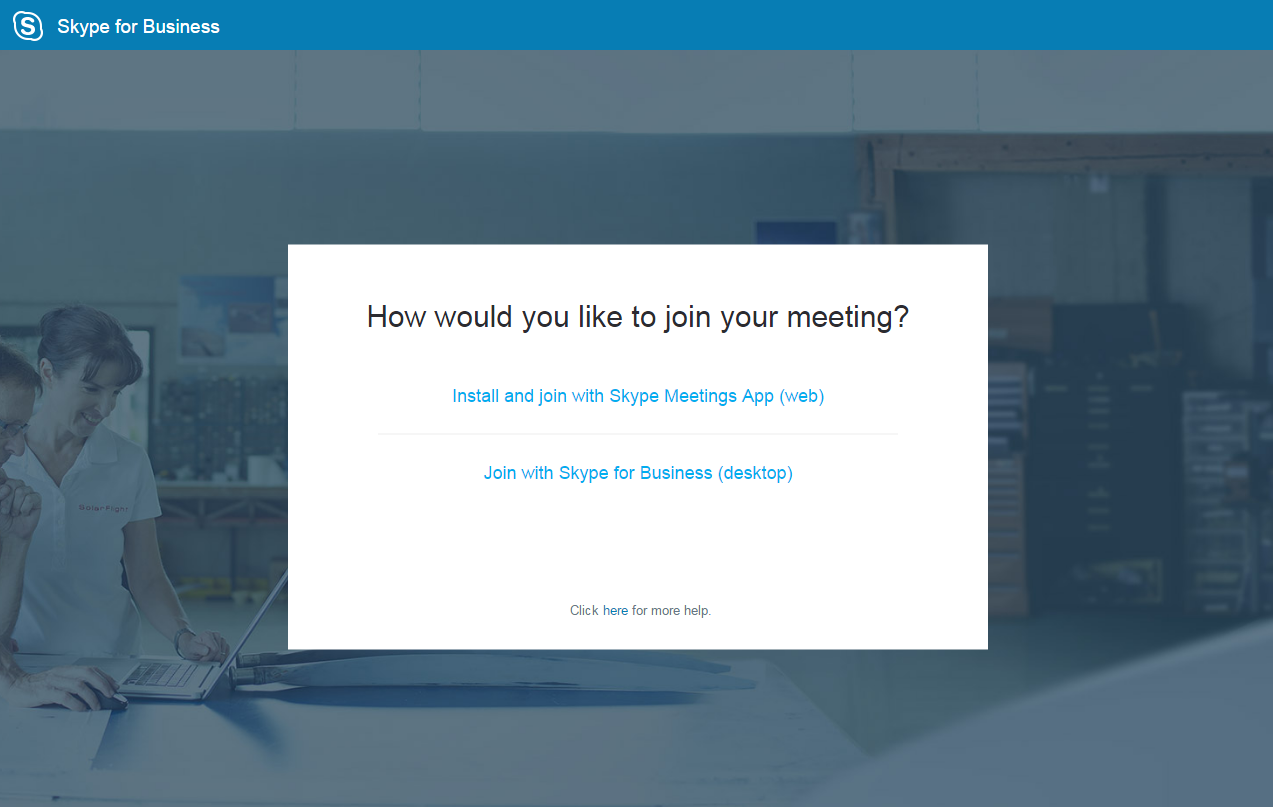 Skype for Business
How would you like to join your meeting?
Install and join with Skype Meetings App (web)
Join with Skype for Business (desktop)
SolarFlight
Click here for more help.